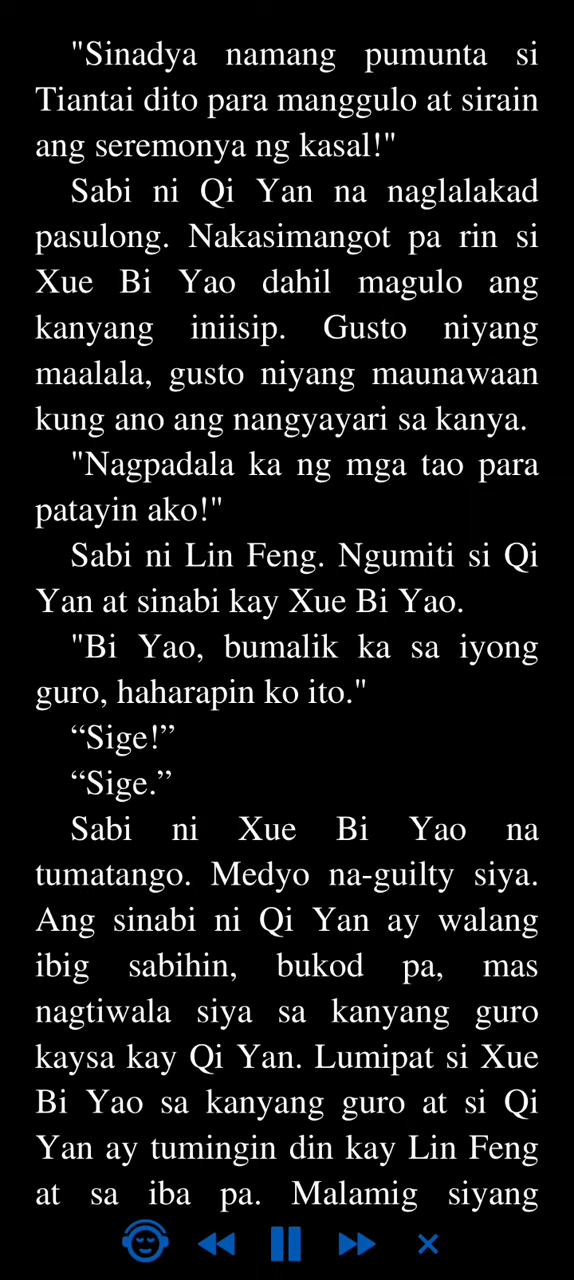 "Sinadya namang pumunta si
Tiantai dito para manggulo at sirain
ang seremonya ng kasal!"
Sabi ni Qi Yan na naglalakad
pasulong. Nakasimangot pa rin si
Xue Bi Yao dahil magulo ang
kanyang iniisip. Gusto niyang
maalala, gusto niyang maunawaan
kung ano ang nangyayari sa kanya.
"Nagpadala ka ng mga tao para
patayin ako!"
Sabi ni Lin Feng. Ngumiti si Qi
Yan at sinabi kay Xue Bi Yao.
"Bi Yao, bumalik ka sa iyong
guro, haharapin ko ito."
“Sige!”
“Sige.”
Sabi ni Xue Bi Yao na
tumatango. Medyo na-guilty siya.
Ang sinabi ni Qi Yan ay walang
ibig sabihin, bukod pa, mas
nagtiwala siya sa kanyang guro
kaysa kay Qi Yan. Lumipat si Xue
Bi Yao sa kanyang guro at si Qi
Yan ay tumingin din kay Lin Feng
at sa iba pa. Malamig siyang